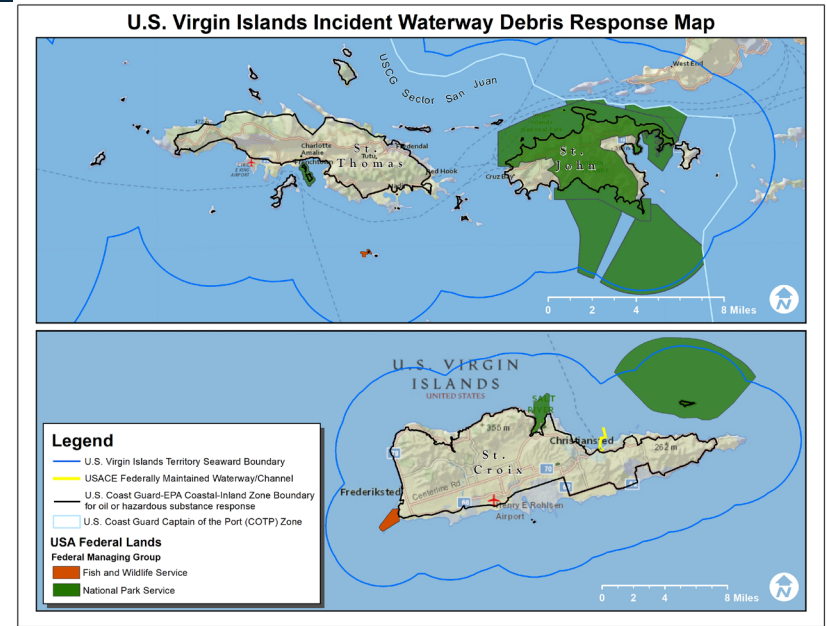 U.S. Virgin Islands Incident Waterway Debris Response Map
USCG Sector San Juan
West End
Charlotte
Amalie
St.
Thomas
Tutu
Red Hook
AIRPORT
St.
John
Cruz Bay
0 2 4 8 Miles
N
U.S. VIRGIN
ISLANDS
UNITED STATES
SALT
RIVER
355 m
Christiansted
262 m
St.
Croix
70
Centerline Rd
Frederiksted
66
Henry E Rohlsen
Airport
0 2 4 8 Miles
N
Legend
U.S. Virgin Islands Territory Seaward Boundary
USACE Federally Maintained Waterway/Channel
U.S. Coast Guard-EPA Coastal-Inland Zone Boundary
for oil or hazardous substance response
U.S. Coast Guard Captain of the Port (COTP) Zone
USA Federal Lands
Federal Managing Group
Fish and Wildlife Service
National Park Service